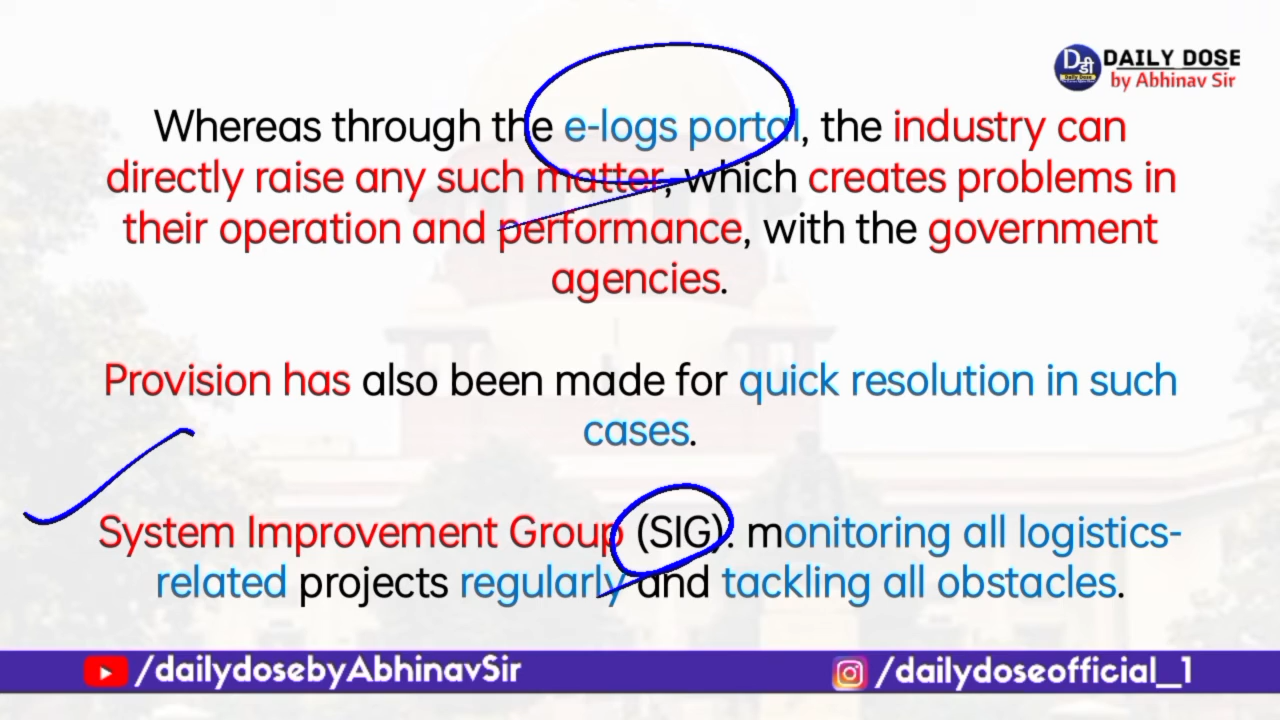 DAILY DOSE
by Abhinav Sir
Dडी
Daily Dose
Whereas through the e-logs portal, the industry can
directly raise any such matter, which creates problems in
their operation and performance, with the government
agencies.
Provision has also been made for quick resolution in such
cases.
System Improvement Group (SIG). monitoring all logistics-
related projects regularly and tackling all obstacles.
/dailydosebyAbhinavSir
/dailydoseofficial_1